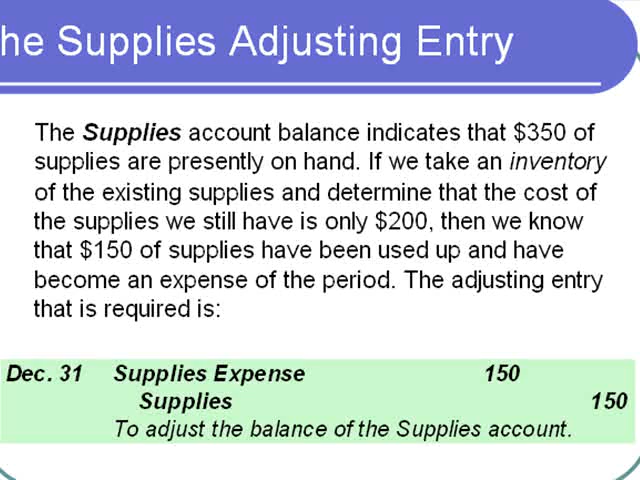 he Supplies Adjusting Entry
The Supplies account balance indicates that $350 of
supplies are presently on hand. If we take an inventory
of the existing supplies and determine that the cost of
the supplies we still have is only $200, then we know
that $150 of supplies have been used up and have
become an expense of the period. The adjusting entry
that is required is:
Dec. 31 Supplies Expense 150
Supplies 150
To adjust the balance of the Supplies account.